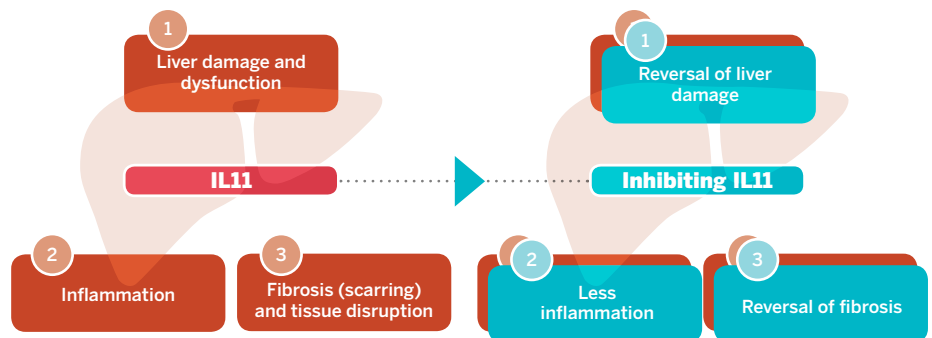 1
Liver damage and
dysfunction
IL11
2
Inflammation
3
Fibrosis (scarring)
and tissue disruption
1
Reversal of liver
damage
Inhibiting IL11
2
Less
inflammation
3
Reversal of fibrosis